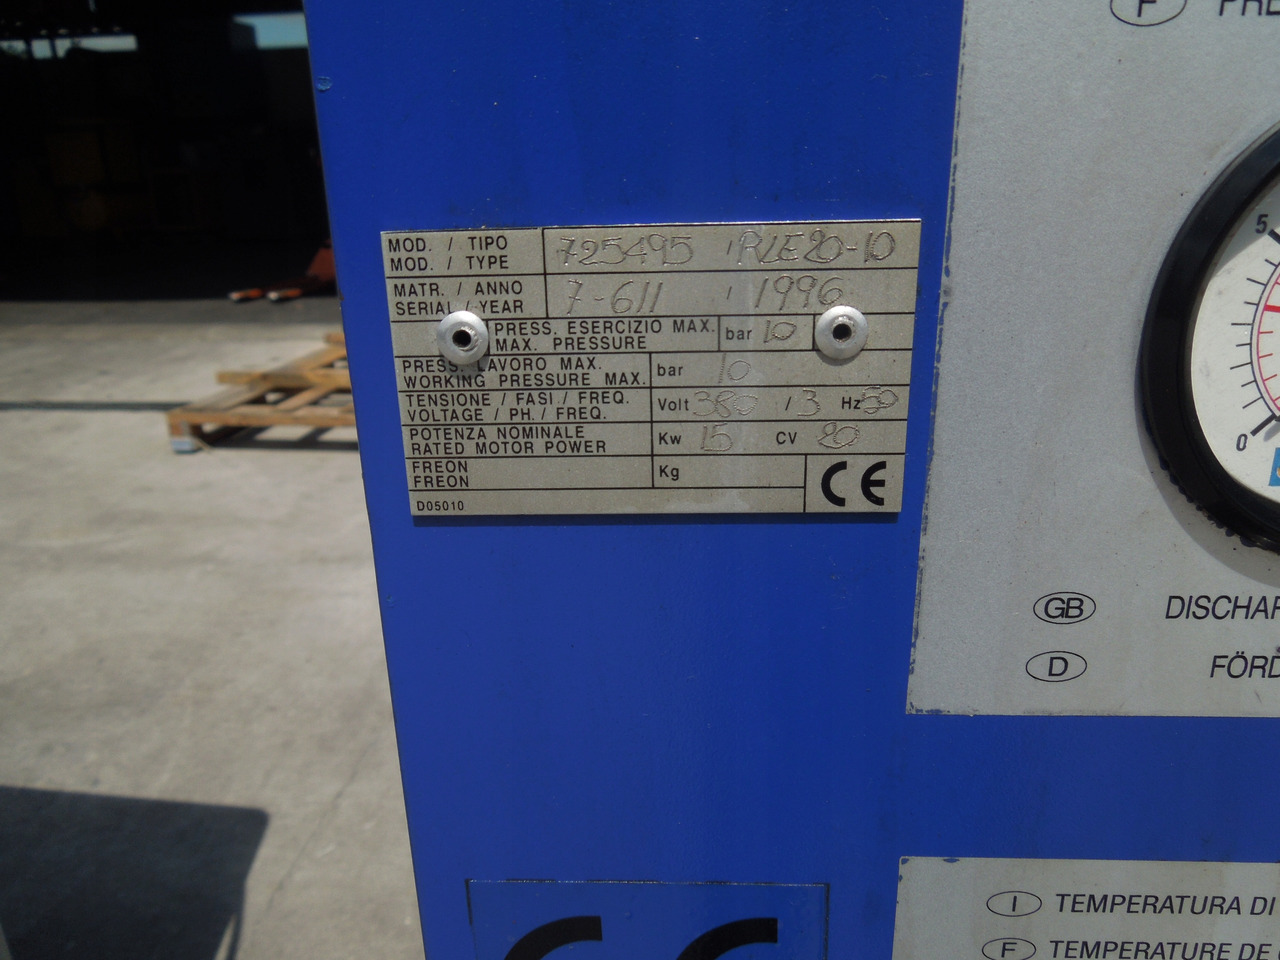 F PRE
MOD. / TIPO
MOD. / TYPE 725495 / RLE20-10
MATR. / ANNO
SERIAL / YEAR 7-611 / 1996
PRESS. ESERCIZIO MAX.
MAX. PRESSURE bar 10
PRESS. LAVORO MAX.
WORKING PRESSURE MAX. bar 10
TENSIONE / FASI / FREQ.
VOLTAGE / PH. / FREQ. Volt 380 / 3 Hz 50
POTENZA NOMINALE
RATED MOTOR POWER Kw 15 CV 20
FREON
FREON Kg
D05010 CE
5
0
GB DISCHAR
D FÖRD
I TEMPERATURA DI
F TEMPERATURE DE
CE